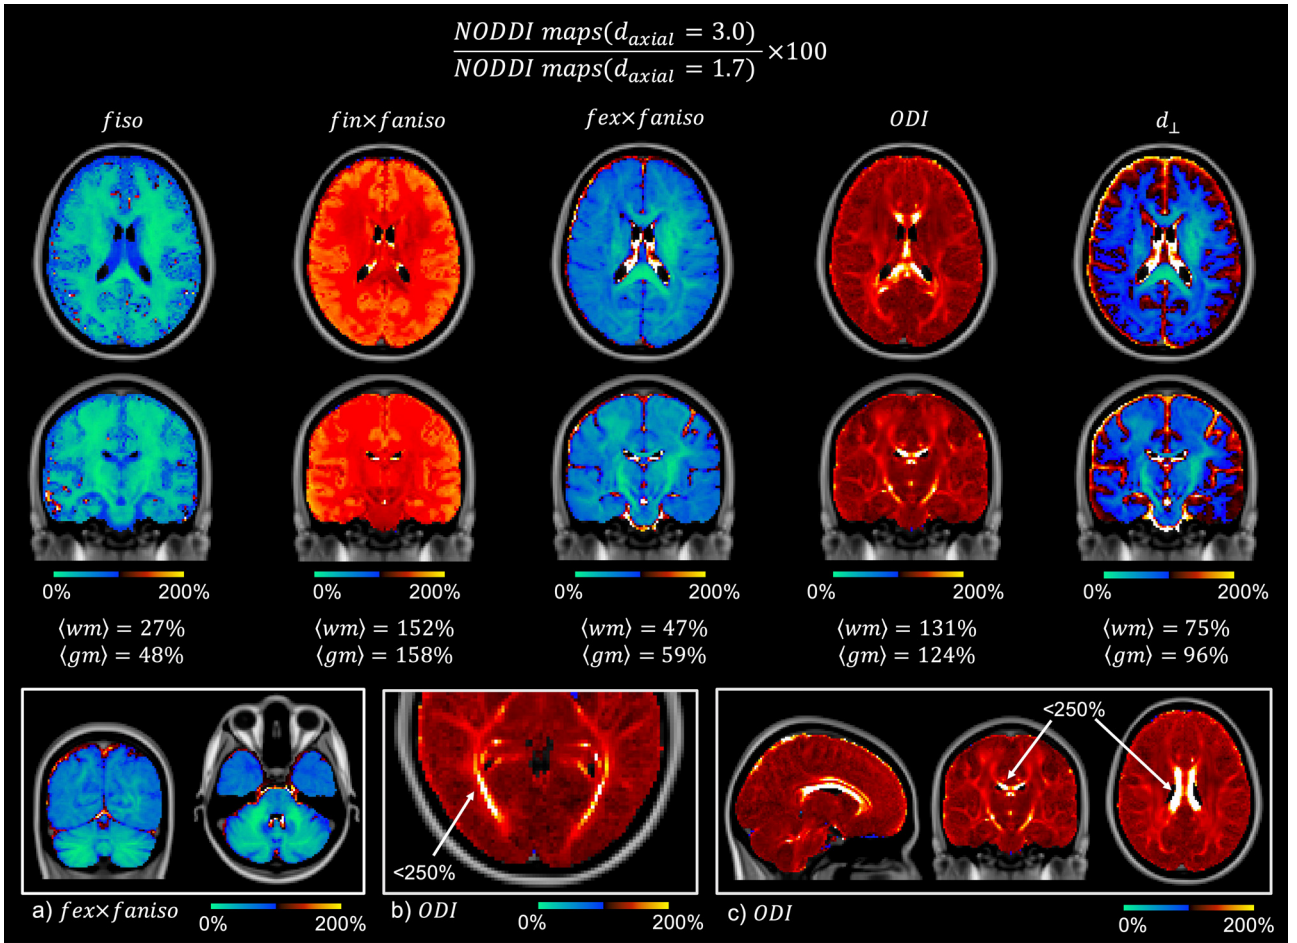 NODDI maps(d_axial = 3.0)
NODDI maps(d_axial = 1.7) ×100
fiso fin×faniso fex×faniso ODI d⊥
0% 200% 0% 200% 0% 200% 0% 200% 0% 200%
⟨wm⟩ = 27% ⟨wm⟩ = 152% ⟨wm⟩ = 47% ⟨wm⟩ = 131% ⟨wm⟩ = 75%
⟨gm⟩ = 48% ⟨gm⟩ = 158% ⟨gm⟩ = 59% ⟨gm⟩ = 124% ⟨gm⟩ = 96%
<250%
<250%
a) fex×faniso 0% 200%
b) ODI 0% 200%
c) ODI 0% 200%